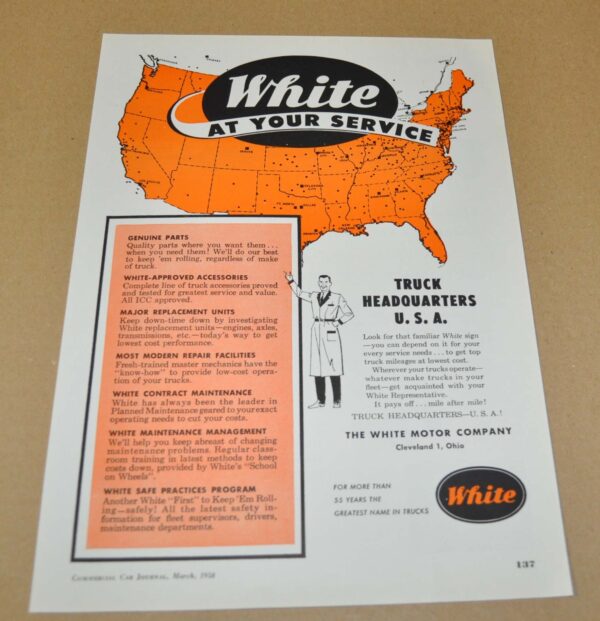 White
AT YOUR SERVICE
GENUINE PARTS
Quality parts where you want them...
when you need them! We'll do our best
to keep 'em rolling, regardless of make
of truck.
WHITE-APPROVED ACCESSORIES
Complete line of truck accessories proved
and tested for greatest service and value.
All ICC approved.
MAJOR REPLACEMENT UNITS
Keep down-time down by investigating
White replacement units—engines, axles,
transmissions, etc.—today's way to get
lowest cost performance.
MOST MODERN REPAIR FACILITIES
Fresh-trained master mechanics have the
"know-how" to provide low-cost opera-
tion of your trucks.
WHITE CONTRACT MAINTENANCE
White has always been the leader in
Planned Maintenance geared to your exact
operating needs to cut your costs.
WHITE MAINTENANCE MANAGEMENT
We'll help you keep abreast of changing
maintenance problems. Regular class-
room training in latest methods to keep
costs down, provided by White's "School
on Wheels".
WHITE SAFE PRACTICES PROGRAM
Another White "First" to Keep 'Em Roll-
ing—safely! All the latest safety in-
formation for fleet supervisors, drivers,
maintenance departments.
TRUCK
HEADQUARTERS
U. S. A.
Look for that familiar White sign
—you can depend on it for your
every service needs... to get top
truck mileages at lowest cost.
Wherever your trucks operate—
whatever make trucks in your
fleet—get acquainted with your
White Representative.
It pays off... mile after mile!
TRUCK HEADQUARTERS—U. S. A.!
THE WHITE MOTOR COMPANY
Cleveland 1, Ohio
FOR MORE THAN
55 YEARS THE
GREATEST NAME IN TRUCKS
White
COMMERCIAL CAR JOURNAL, March, 1958
137